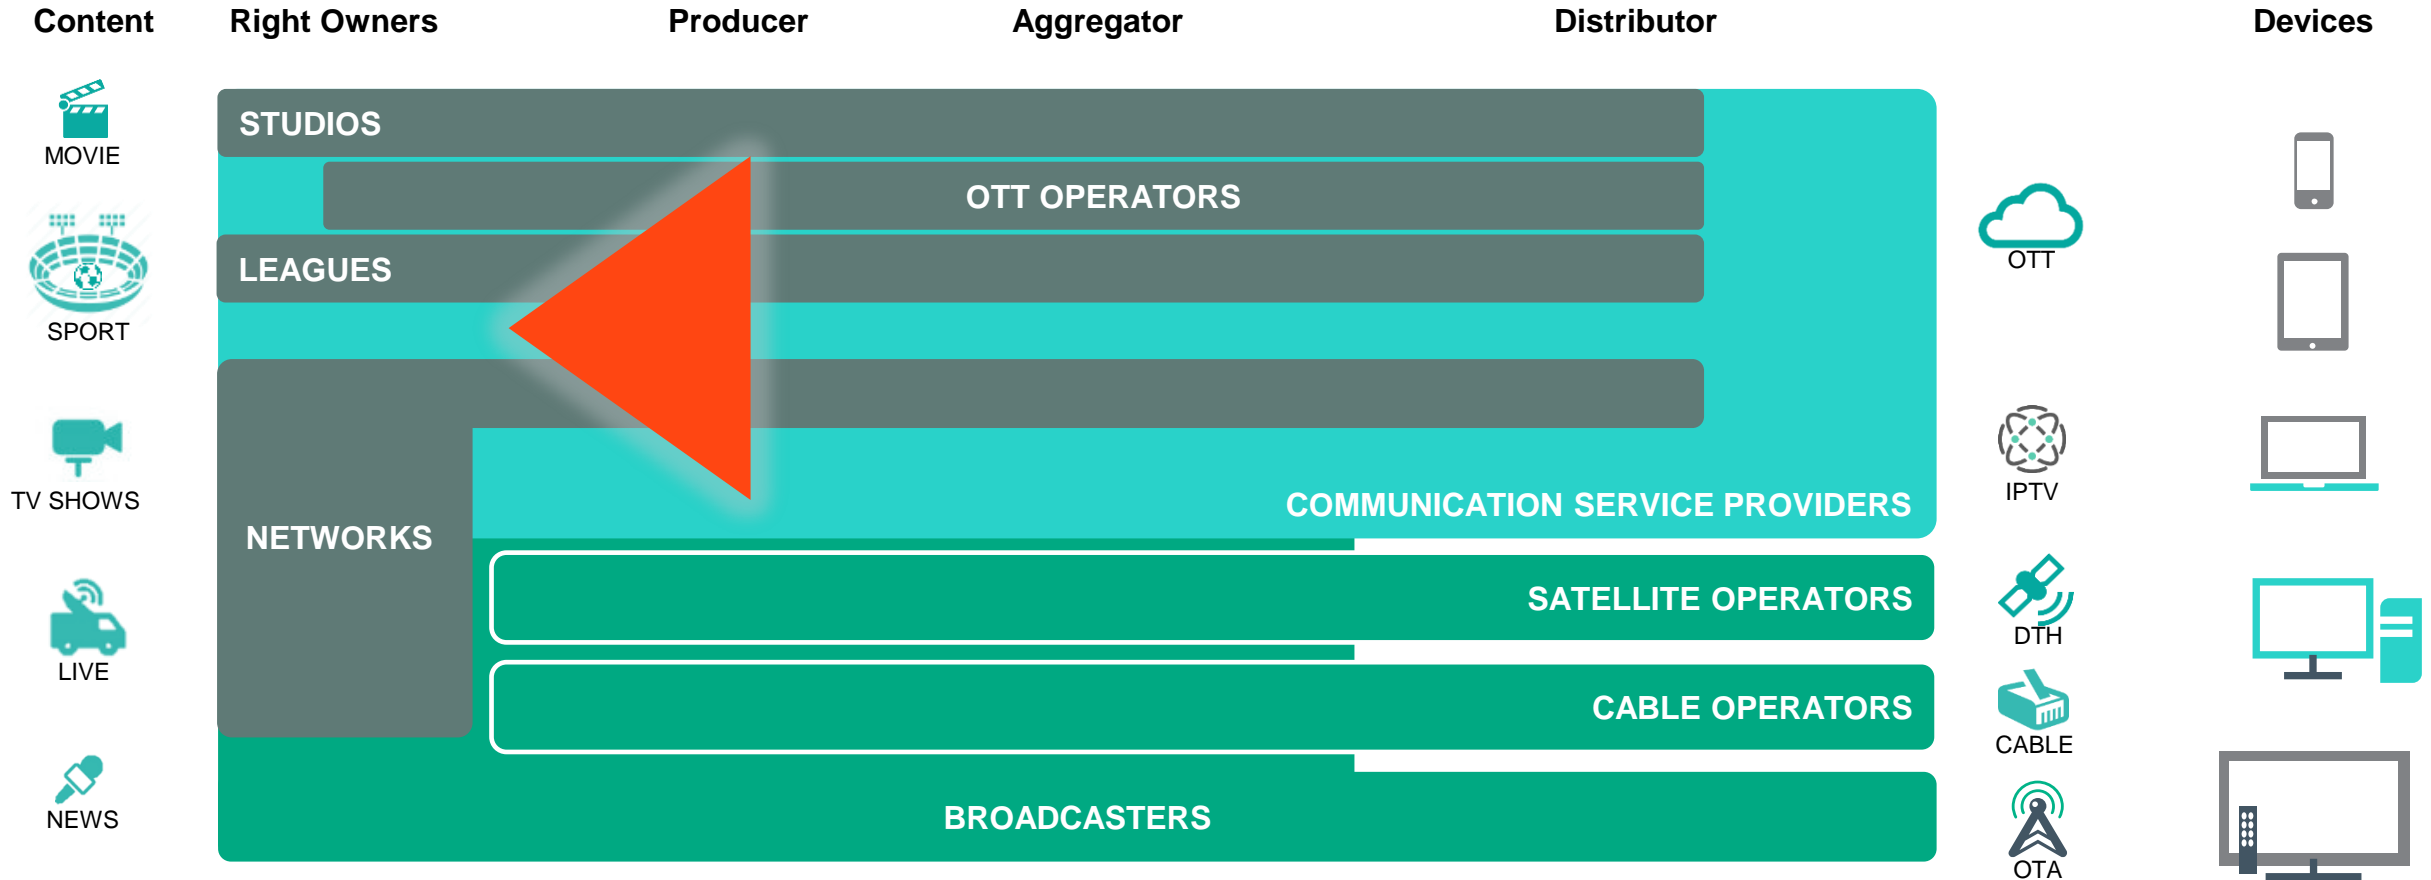 Content Right Owners Producer Aggregator Distributor Devices
MOVIE
SPORT
TV SHOWS
LIVE
NEWS
STUDIOS
OTT OPERATORS
LEAGUES
NETWORKS
COMMUNICATION SERVICE PROVIDERS
SATELLITE OPERATORS
CABLE OPERATORS
BROADCASTERS
OTT
IPTV
DTH
CABLE
OTA